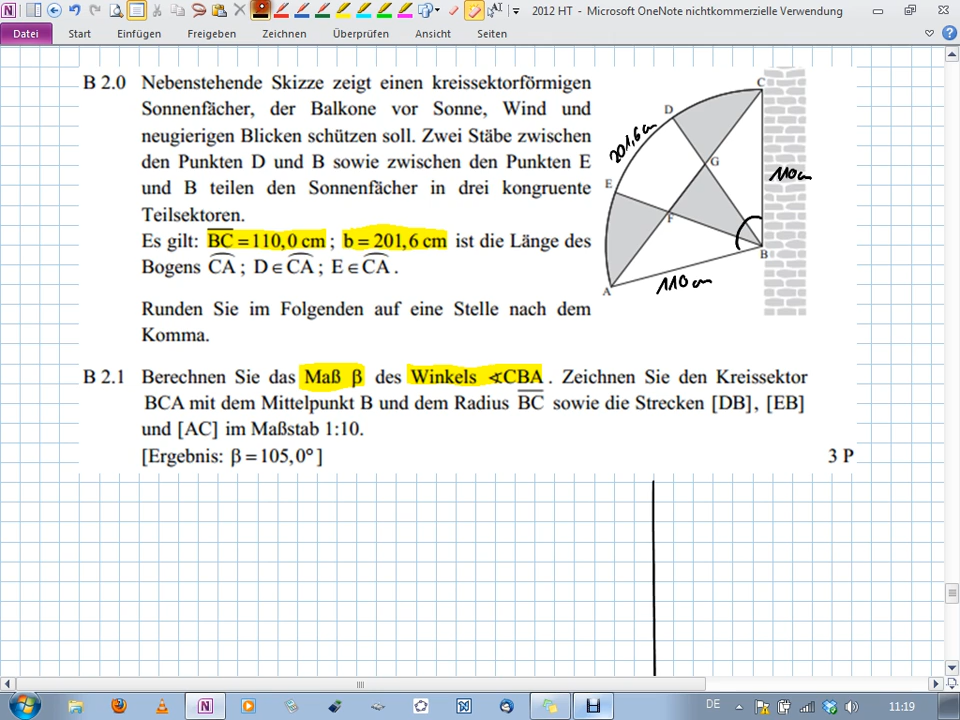 2012 HT - Microsoft OneNote nichtkommerzielle Verwendung
Datei Start Einfügen Freigeben Zeichnen Überprüfen Ansicht Seiten
B 2.0 Nebenstehende Skizze zeigt einen kreissektorförmigen
Sonnenfächer, der Balkone vor Sonne, Wind und
neugierigen Blicken schützen soll. Zwei Stäbe zwischen
den Punkten D und B sowie zwischen den Punkten E
und B teilen den Sonnenfächer in drei kongruente
Teilsektoren.
Es gilt: BC = 110,0 cm ; b = 201,6 cm ist die Länge des
Bogens CA ; D ∈ CA ; E ∈ CA .
Runden Sie im Folgenden auf eine Stelle nach dem
Komma.
C
D
201,6 cm
G
110 cm
E
F
B
110 cm
A
B 2.1 Berechnen Sie das Maß β des Winkels ∢CBA . Zeichnen Sie den Kreissektor
BCA mit dem Mittelpunkt B und dem Radius BC sowie die Strecken [DB], [EB]
und [AC] im Maßstab 1:10.
[Ergebnis: β = 105,0° ] 3 P
DE 11:19